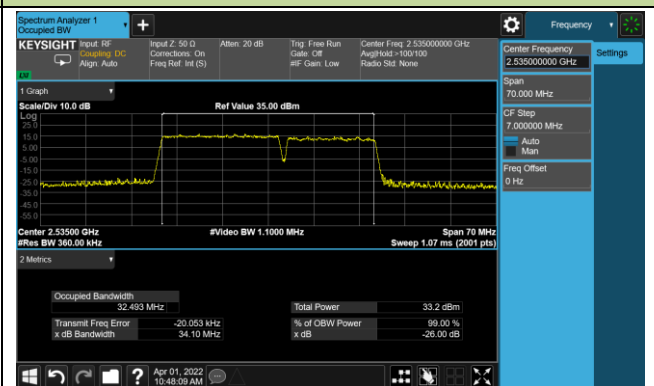 Spectrum Analyzer 1
Occupied BW
Frequency
KEYSIGHT
Input: RF
Coupling: DC
Align: Auto
Input Z: 50 Ω
Corrections: On
Freq Ref: Int (S)
Atten: 20 dB
Trig: Free Run
Gate: Off
#IF Gain: Low
Center Freq: 2.535000000 GHz
Avg|Hold:>100/100
Radio Std: None
Center Frequency
2.535000000 GHz
Settings
Span
70.000 MHz
CF Step
7.000000 MHz
Auto
Man
Freq Offset
0 Hz
1 Graph
Scale/Div 10.0 dB
Ref Value 35.00 dBm
Log
25.0
15.0
5.00
-5.00
-15.0
-25.0
-35.0
-45.0
-55.0
Center 2.53500 GHz
#Video BW 1.1000 MHz
Span 70 MHz
#Res BW 360.00 kHz
Sweep 1.07 ms (2001 pts)
2 Metrics
Occupied Bandwidth
32.493 MHz
Total Power 33.2 dBm
Transmit Freq Error -20.053 kHz
% of OBW Power 99.00 %
x dB Bandwidth 34.10 MHz
x dB -26.00 dB
Apr 01, 2022
10:48:09 AM